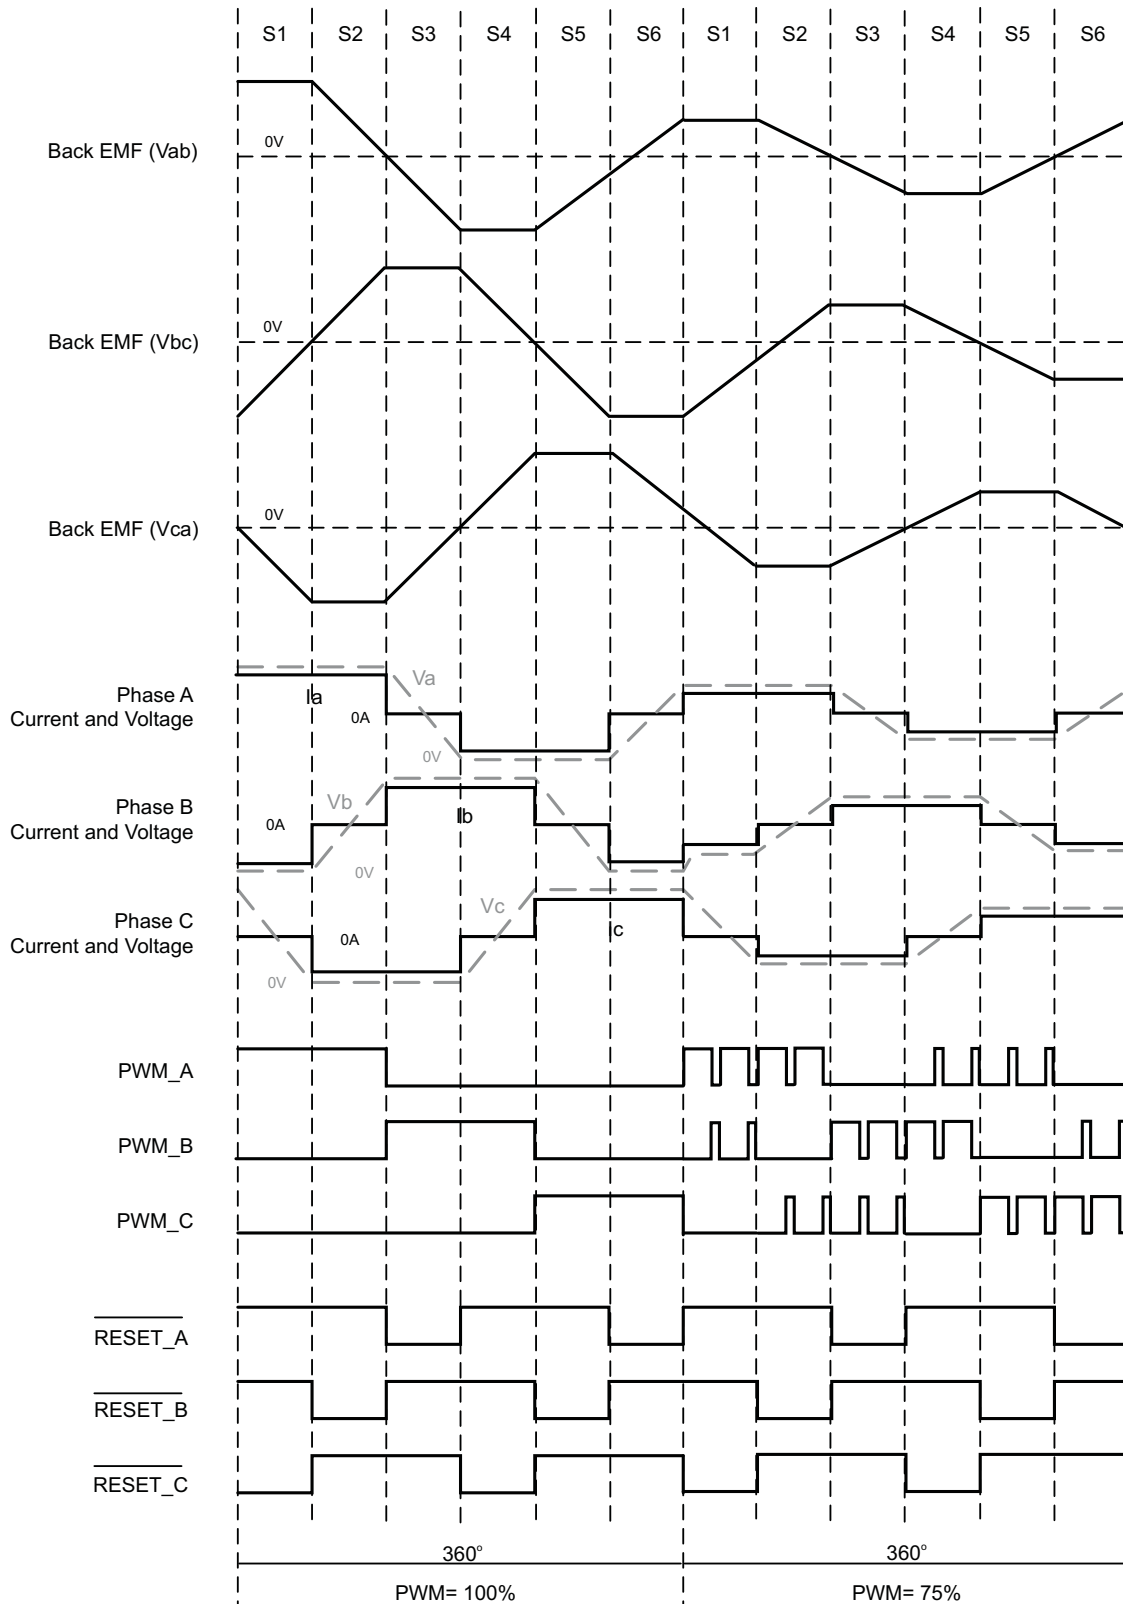 S1 S2 S3 S4 S5 S6 S1 S2 S3 S4 S5 S6
0V
Back EMF (Vab)
0V
Back EMF (Vbc)
0V
Back EMF (Vca)
Va
Phase A
Ia
Current and Voltage
0A
0V
Phase B
Vb
Ib
Current and Voltage
0A
0V
Vc
Phase C
Ic
Current and Voltage
0A
0V
PWM_A
PWM_B
PWM_C
RESET_A
RESET_B
RESET_C
360° 360°
PWM= 100% PWM= 75%